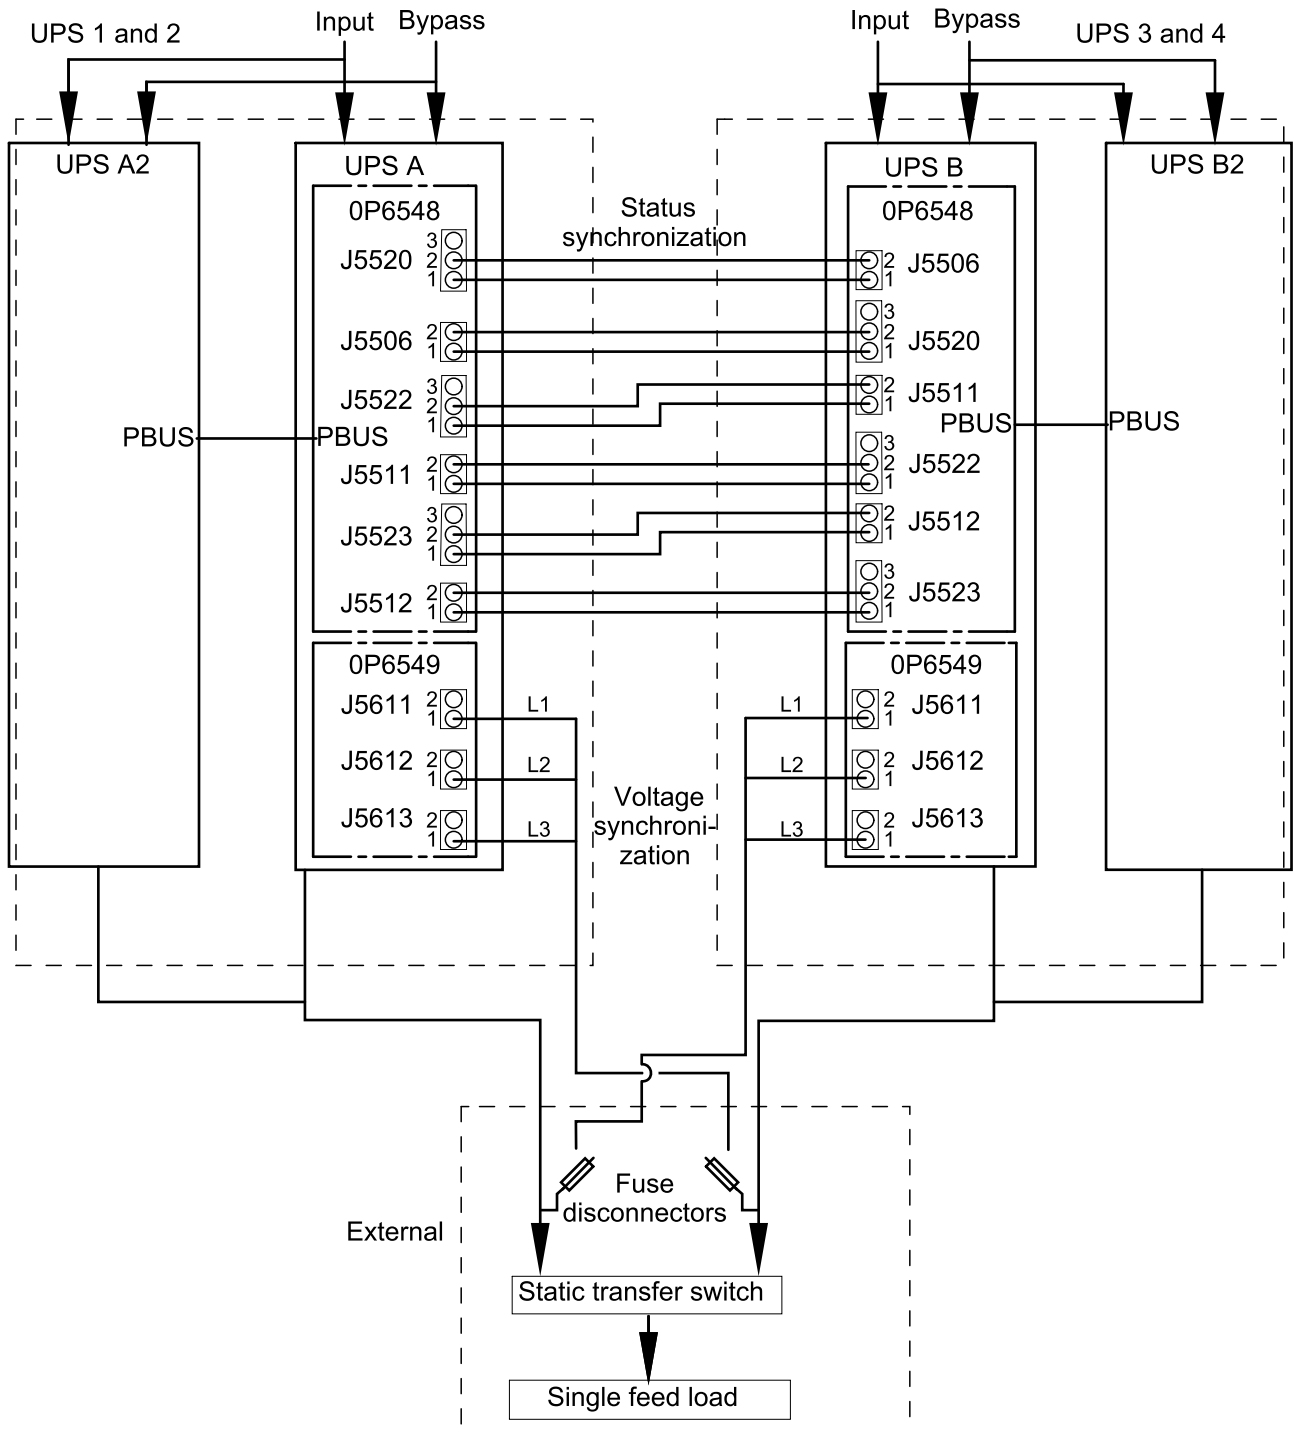 UPS 1 and 2
Input
Bypass
Input
Bypass
UPS 3 and 4
UPS A2
UPS A
UPS B
UPS B2
0P6548
J5520
3
2
1
J5506
2
1
J5522
3
2
1
PBUS
PBUS
J5511
2
1
J5523
3
2
1
J5512
2
1
0P6549
J5611
2
1
L1
J5612
2
1
L2
J5613
2
1
L3
Status
synchronization
Voltage
synchroni-
zation
0P6548
2
1
J5506
3
2
1
J5520
2
1
J5511
PBUS
PBUS
3
2
1
J5522
2
1
J5512
3
2
1
J5523
0P6549
L1
2
1
J5611
L2
2
1
J5612
L3
2
1
J5613
External
Fuse
disconnectors
Static transfer switch
Single feed load